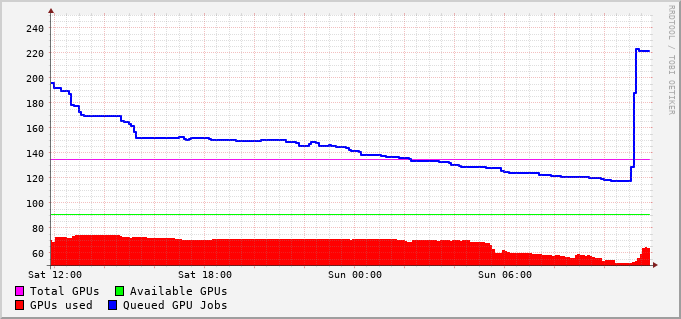 RRDTOOL / TOBI OETIKER
240
220
200
180
160
140
120
100
80
60
Sat 12:00 Sat 18:00 Sun 00:00 Sun 06:00
Total GPUs Available GPUs
GPUs used Queued GPU Jobs